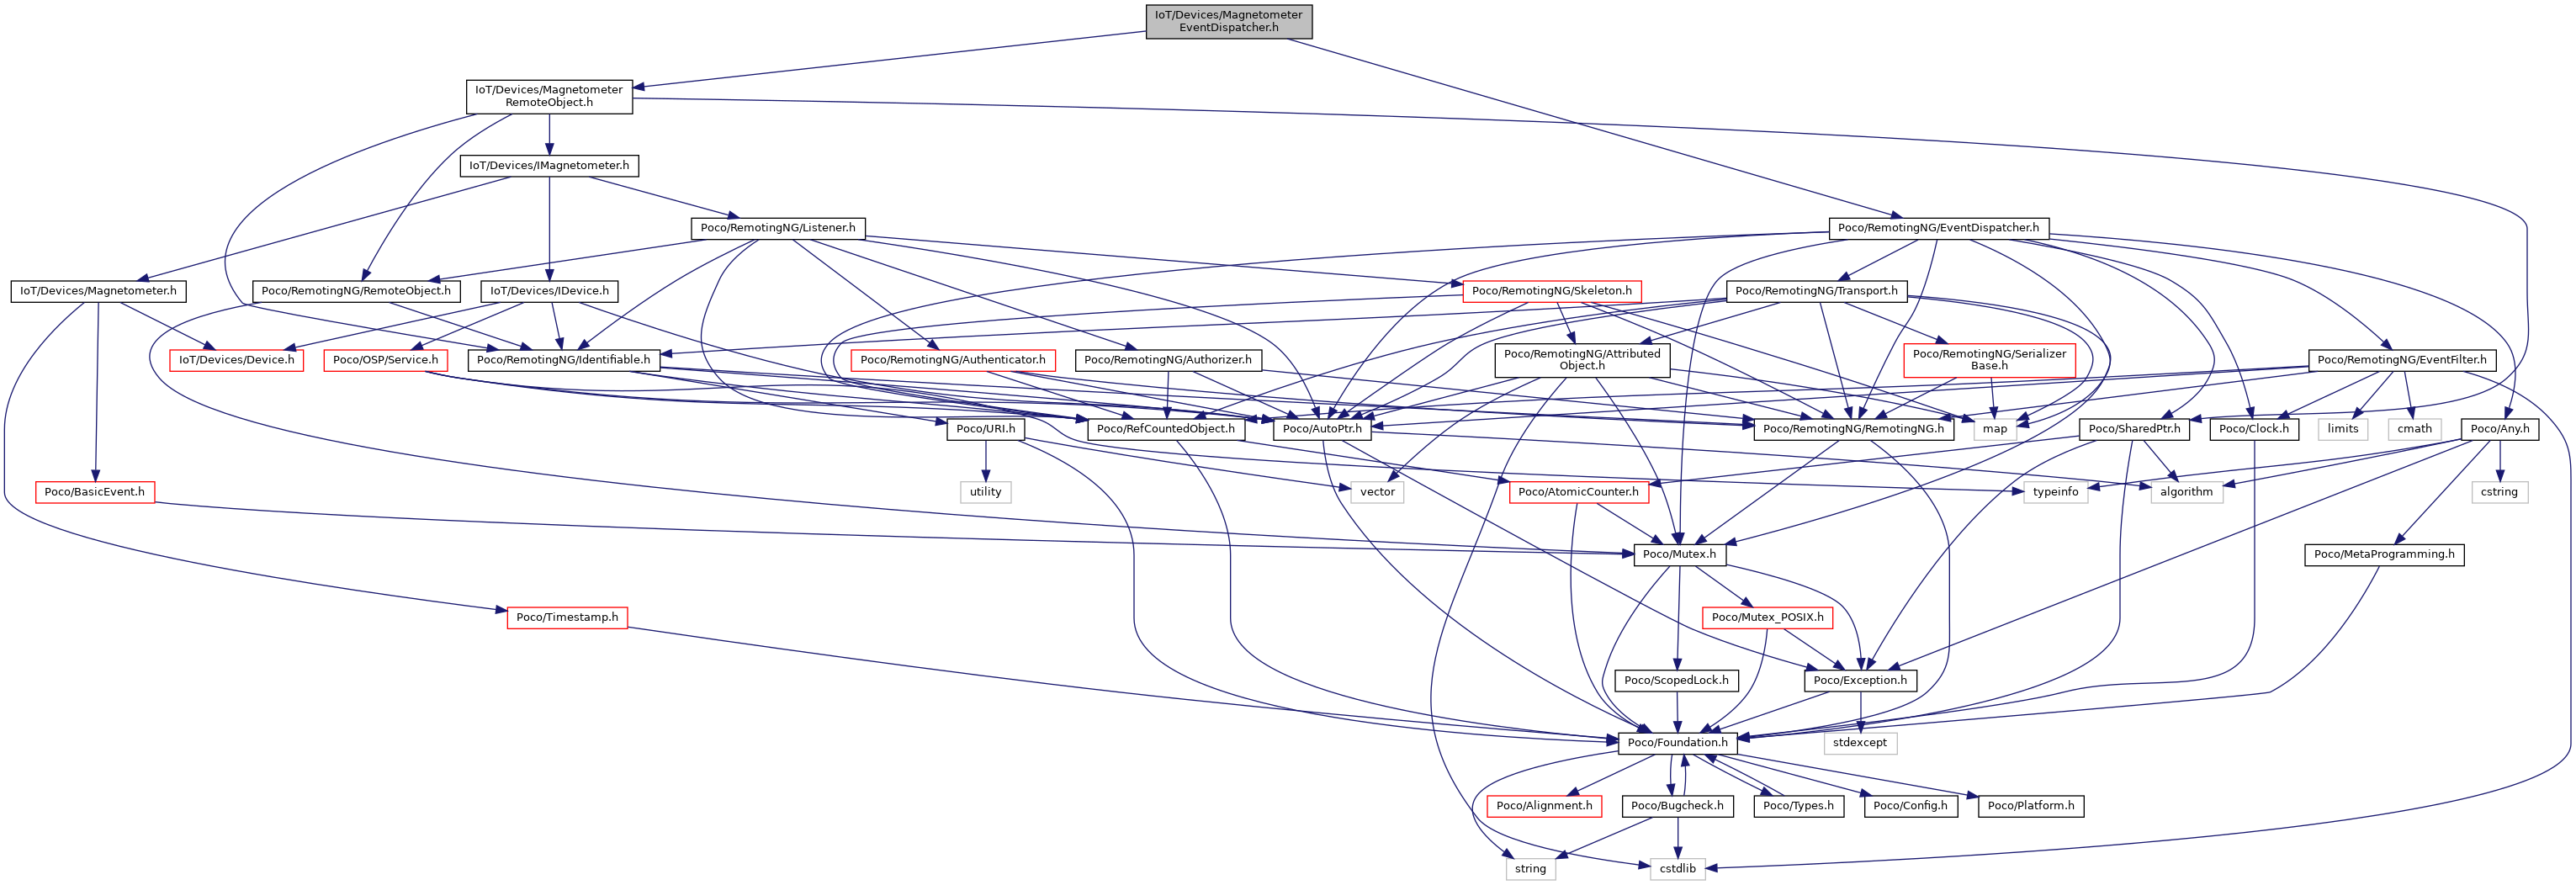 IoT/Devices/Magnetometer
EventDispatcher.h
IoT/Devices/Magnetometer
RemoteObject.h
IoT/Devices/IMagnetometer.h
Poco/RemotingNG/Listener.h
Poco/RemotingNG/EventDispatcher.h
IoT/Devices/Magnetometer.h
Poco/RemotingNG/RemoteObject.h
IoT/Devices/IDevice.h
Poco/RemotingNG/Skeleton.h
Poco/RemotingNG/Transport.h
IoT/Devices/Device.h
Poco/OSP/Service.h
Poco/RemotingNG/Identifiable.h
Poco/RemotingNG/Authenticator.h
Poco/RemotingNG/Authorizer.h
Poco/RemotingNG/Attributed
Object.h
Poco/RemotingNG/Serializer
Base.h
Poco/RemotingNG/EventFilter.h
Poco/URI.h
Poco/RefCountedObject.h
Poco/AutoPtr.h
Poco/RemotingNG/RemotingNG.h
map
Poco/SharedPtr.h
Poco/Clock.h
limits
cmath
Poco/Any.h
Poco/BasicEvent.h
utility
vector
Poco/AtomicCounter.h
typeinfo
algorithm
cstring
Poco/Mutex.h
Poco/MetaProgramming.h
Poco/Timestamp.h
Poco/Mutex_POSIX.h
Poco/ScopedLock.h
Poco/Exception.h
Poco/Foundation.h
stdexcept
Poco/Alignment.h
Poco/Bugcheck.h
Poco/Types.h
Poco/Config.h
Poco/Platform.h
string
cstdlib